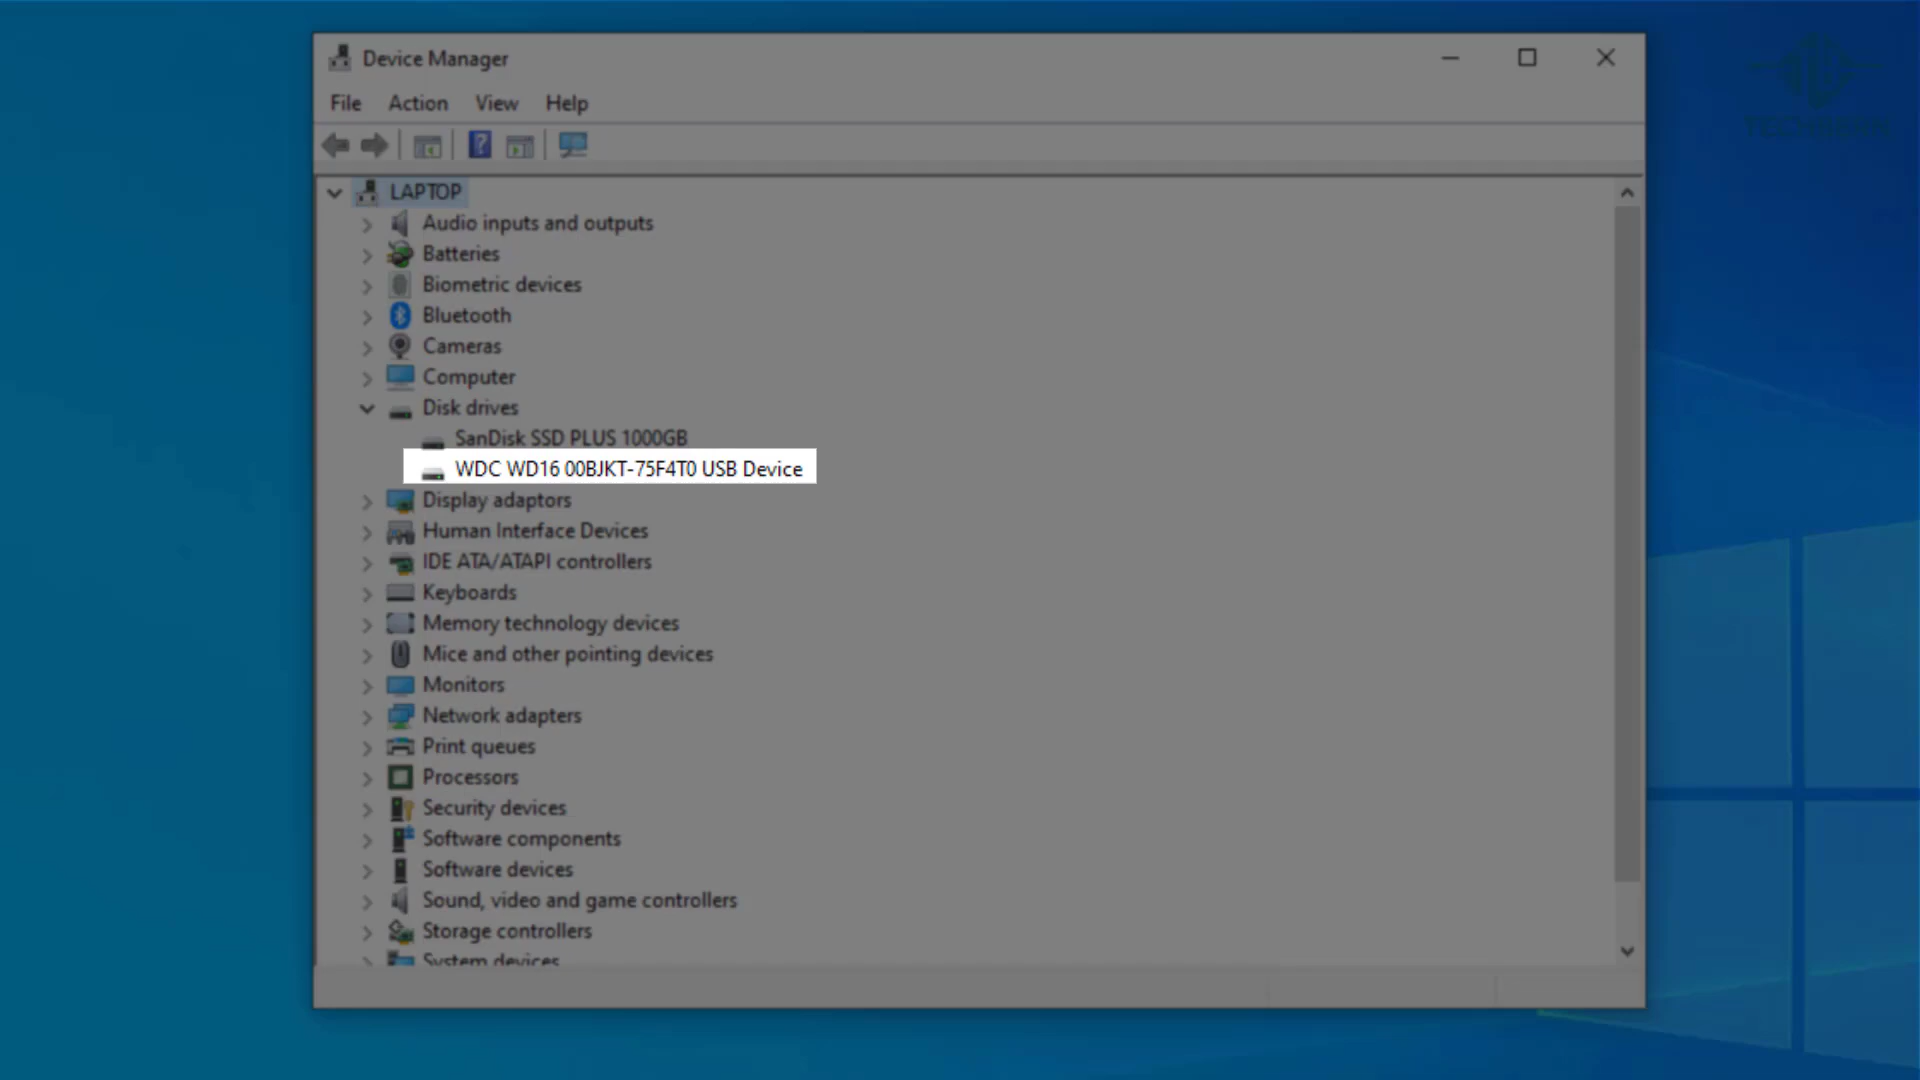 Device Manager
File Action View Help
LAPTOP
Audio inputs and outputs
Batteries
Biometric devices
Bluetooth
Cameras
Computer
Disk drives
SanDisk SSD PLUS 1000GB
WDC WD16 00BJKT-75F4T0 USB Device
Display adaptors
Human Interface Devices
IDE ATA/ATAPI controllers
Keyboards
Memory technology devices
Mice and other pointing devices
Monitors
Network adapters
Print queues
Processors
Security devices
Software components
Software devices
Sound, video and game controllers
Storage controllers
System devices